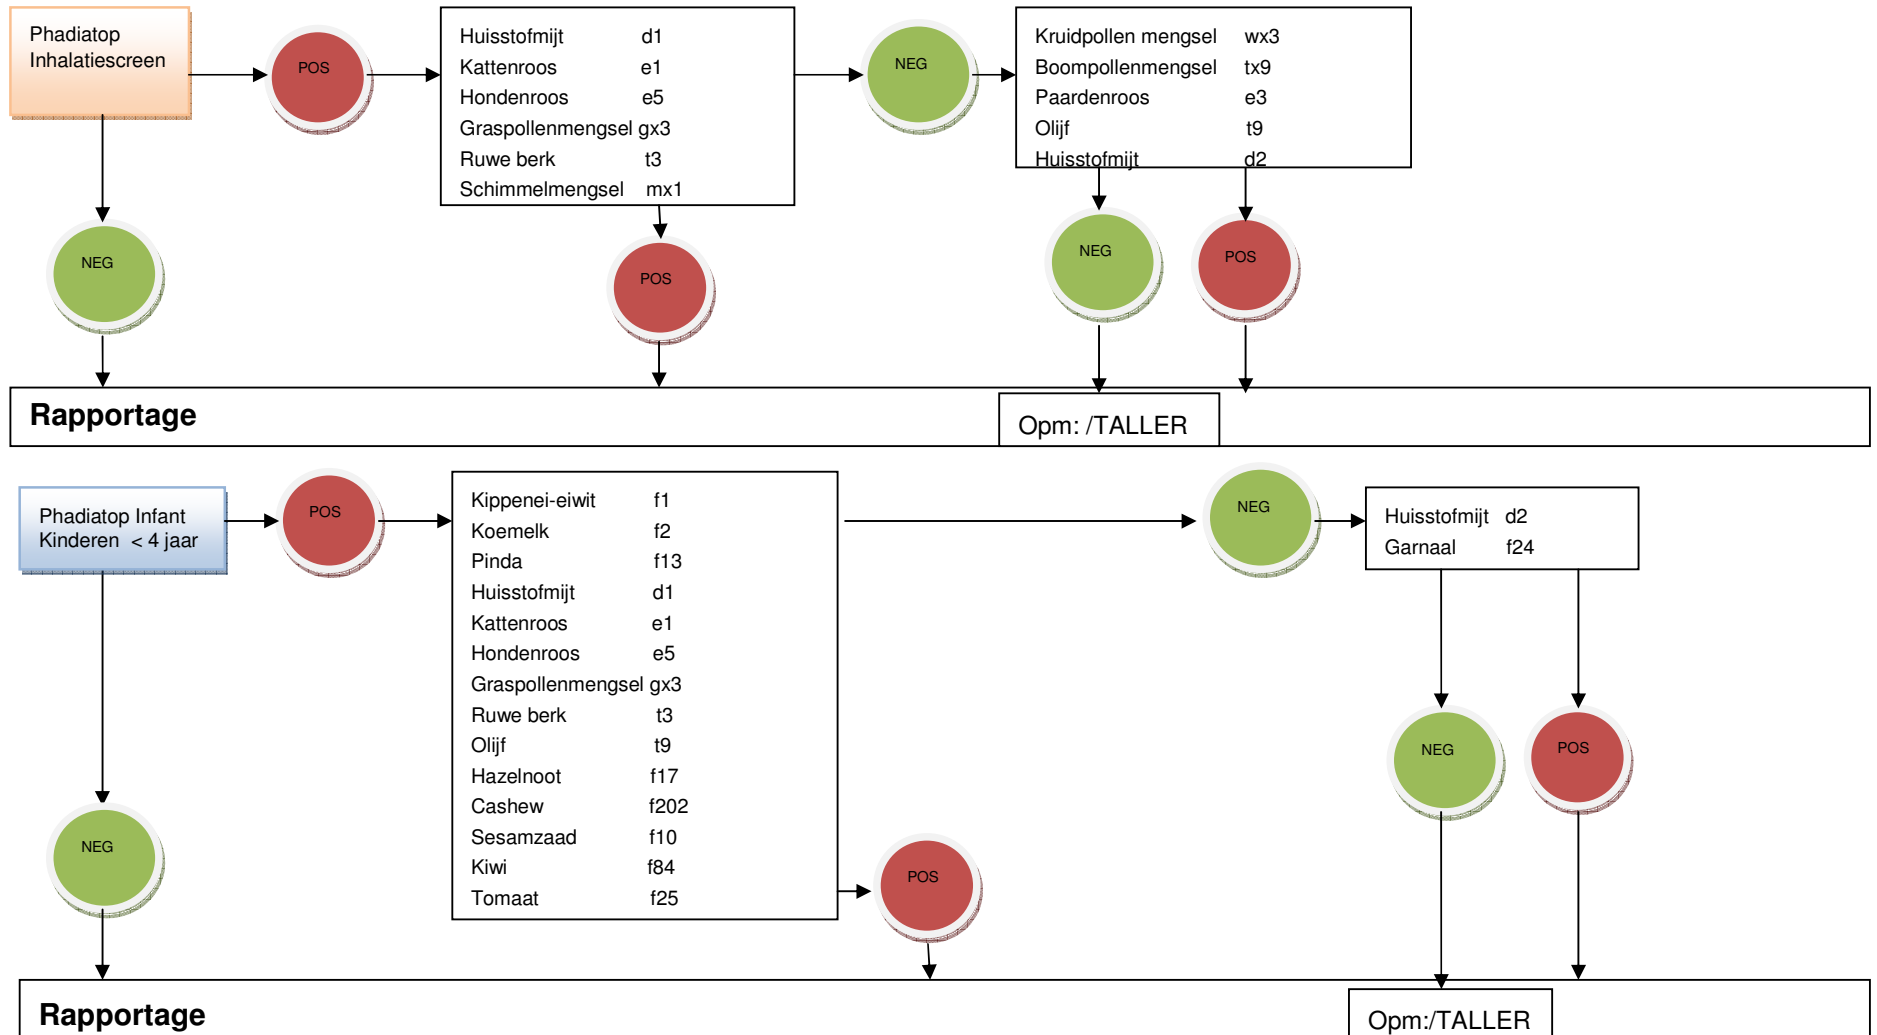 Phadiatop
Inhalatiescreen
POS
Huisstofmijt d1
Kattenroos e1
Hondenroos e5
Graspollenmengsel gx3
Ruwe berk t3
Schimmelmengsel mx1
NEG
Kruidpollen mengsel wx3
Boompollenmengsel tx9
Paardenroos e3
Olijf t9
Huisstofmijt d2
NEG
POS
NEG
POS
Rapportage
Opm: /TALLER
Phadiatop Infant
Kinderen < 4 jaar
POS
Kippenei-eiwit f1
Koemelk f2
Pinda f13
Huisstofmijt d1
Kattenroos e1
Hondenroos e5
Graspollenmengsel gx3
Ruwe berk t3
Olijf t9
Hazelnoot f17
Cashew f202
Sesamzaad f10
Kiwi f84
Tomaat f25
NEG
Huisstofmijt d2
Garnaal f24
NEG
POS
NEG
POS
Rapportage
Opm:/TALLER